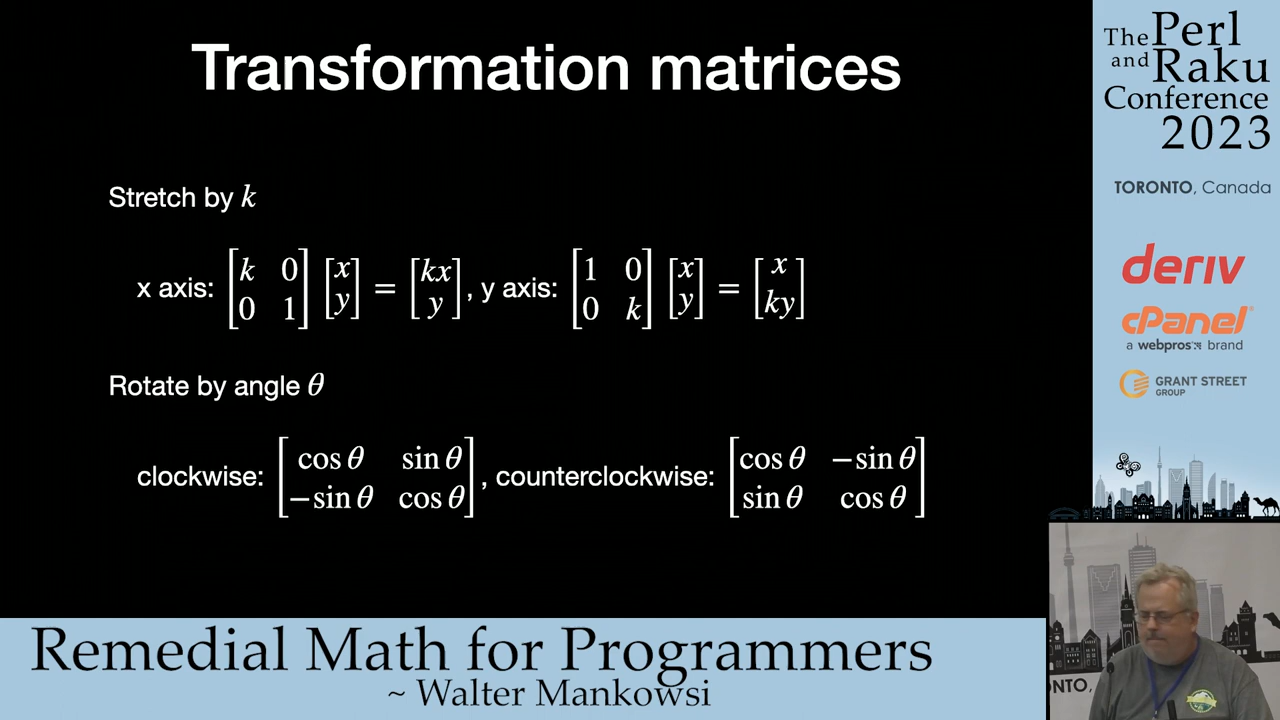 Transformation matrices
Stretch by k
x axis: [k 0; 0 1] [x; y] = [kx; y], y axis: [1 0; 0 k] [x; y] = [x; ky]
Rotate by angle θ
clockwise: [cos θ sin θ; −sin θ cos θ], counterclockwise: [cos θ −sin θ; sin θ cos θ]
The Perl
and Raku
Conference
2023
TORONTO, Canada
deriv
cPanel
a webpros brand
GRANT STREET
GROUP
NTO,
Remedial Math for Programmers
~ Walter Mankowsi